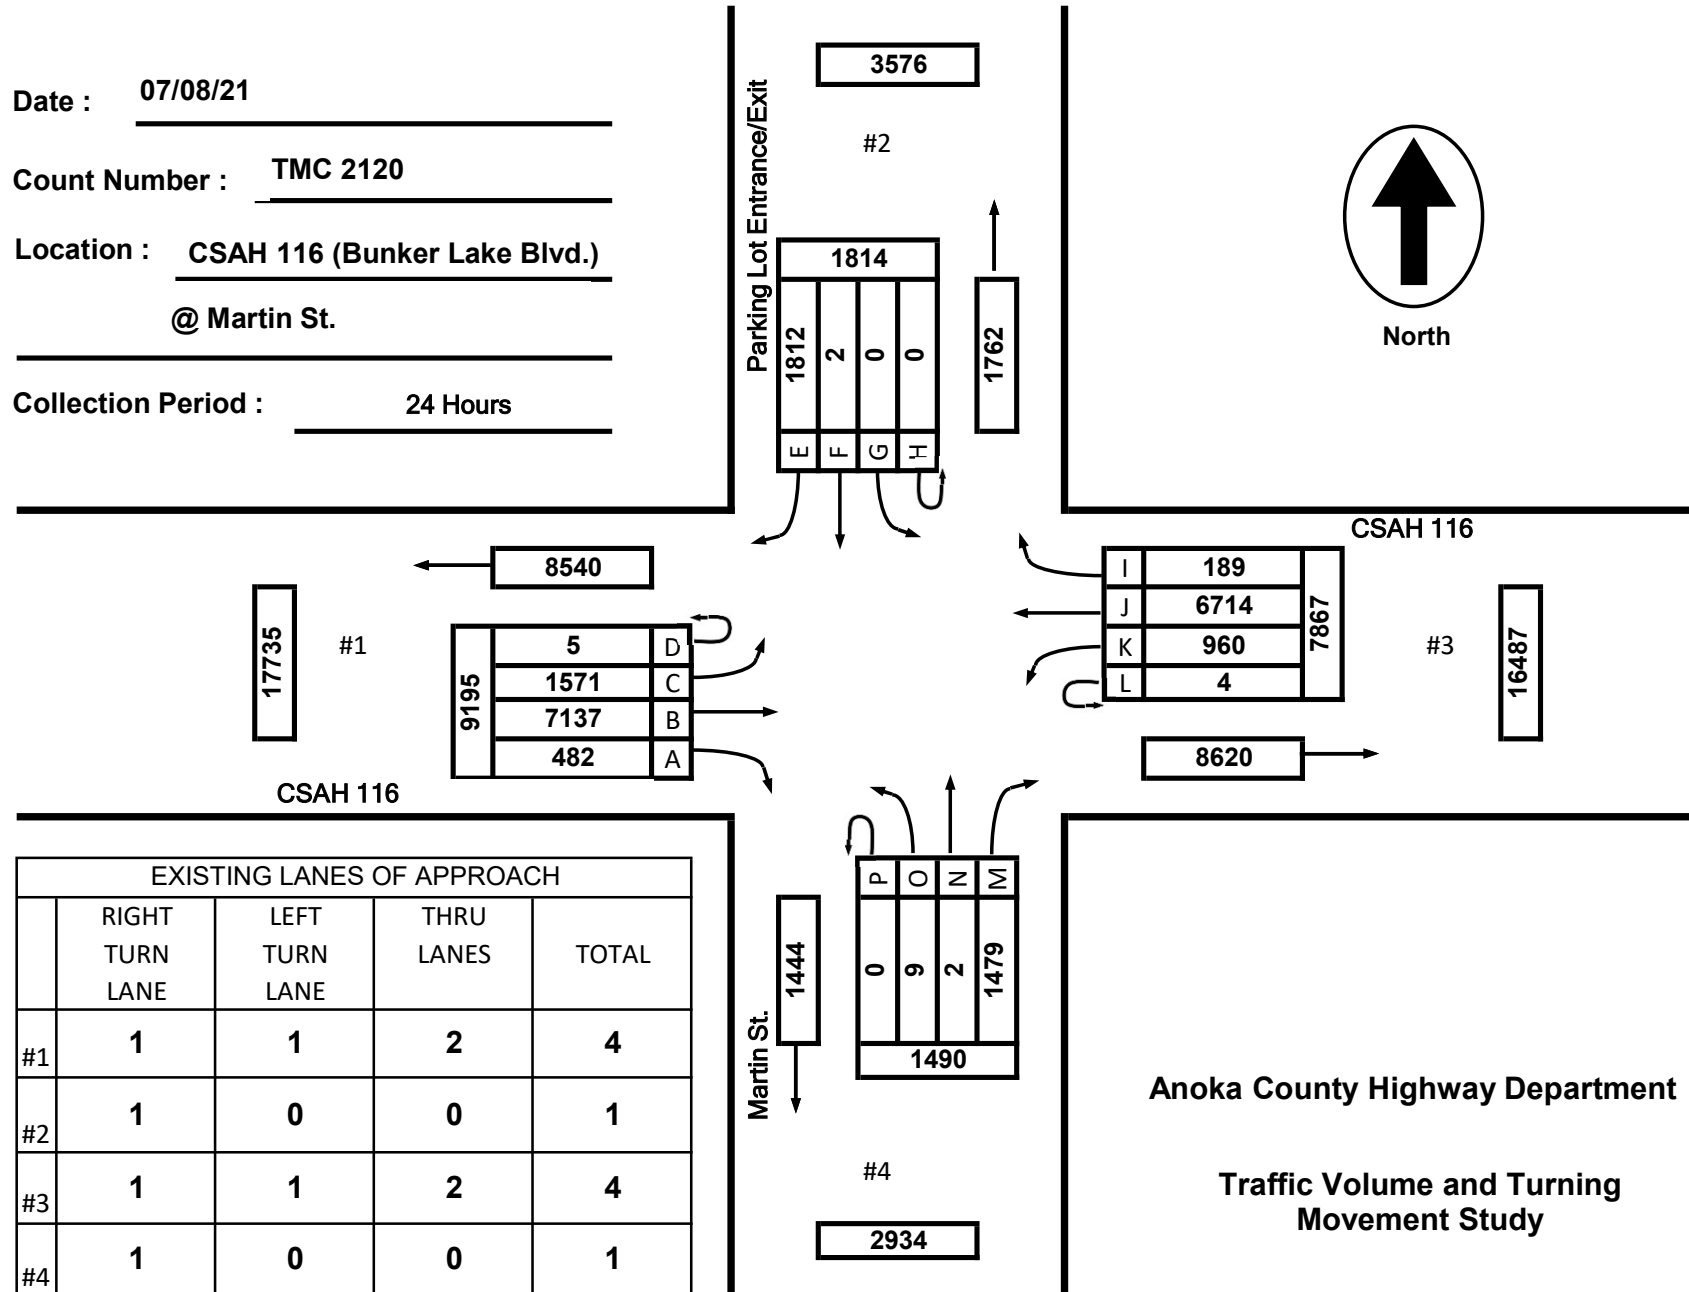 Date :
07/08/21
Count Number :
TMC 2120
Location :
CSAH 116 (Bunker Lake Blvd.)
@ Martin St.
Collection Period :
24 Hours
3576
#2
Parking Lot Entrance/Exit
1814
1812
2
0
0
E
F
G
H
1762
North
CSAH 116
8540
17735
#1
9195
5
D
1571
C
7137
B
482
A
CSAH 116
I
189
J
6714
K
960
L
4
7867
#3
16487
8620
P
O
N
M
0
9
2
1479
1490
1444
Martin St.
#4
2934
EXISTING LANES OF APPROACH
RIGHT TURN LANE
LEFT TURN LANE
THRU LANES
TOTAL
#1 1 1 2 4
#2 1 0 0 1
#3 1 1 2 4
#4 1 0 0 1
Anoka County Highway Department
Traffic Volume and Turning
Movement Study